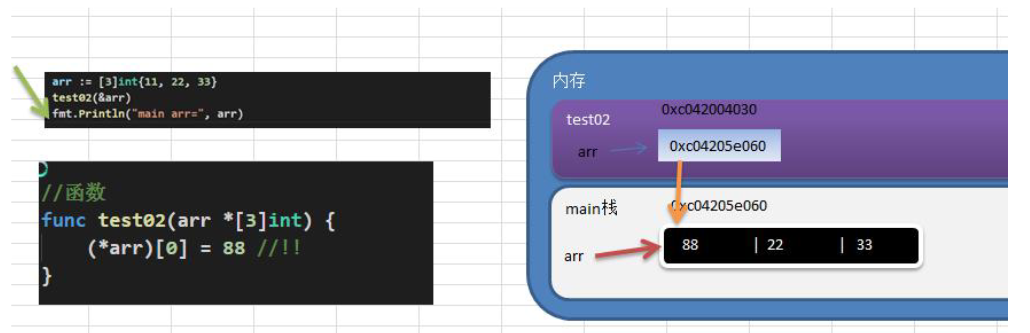 arr := [3]int{11, 22, 33}
test02(&arr)
fmt.Println("main arr=", arr)
//函数
func test02(arr *[3]int) {
(*arr)[0] = 88 //!!
}
内存
test02
0xc042004030
arr
0xc04205e060
main栈
0xc04205e060
arr
88 | 22 | 33